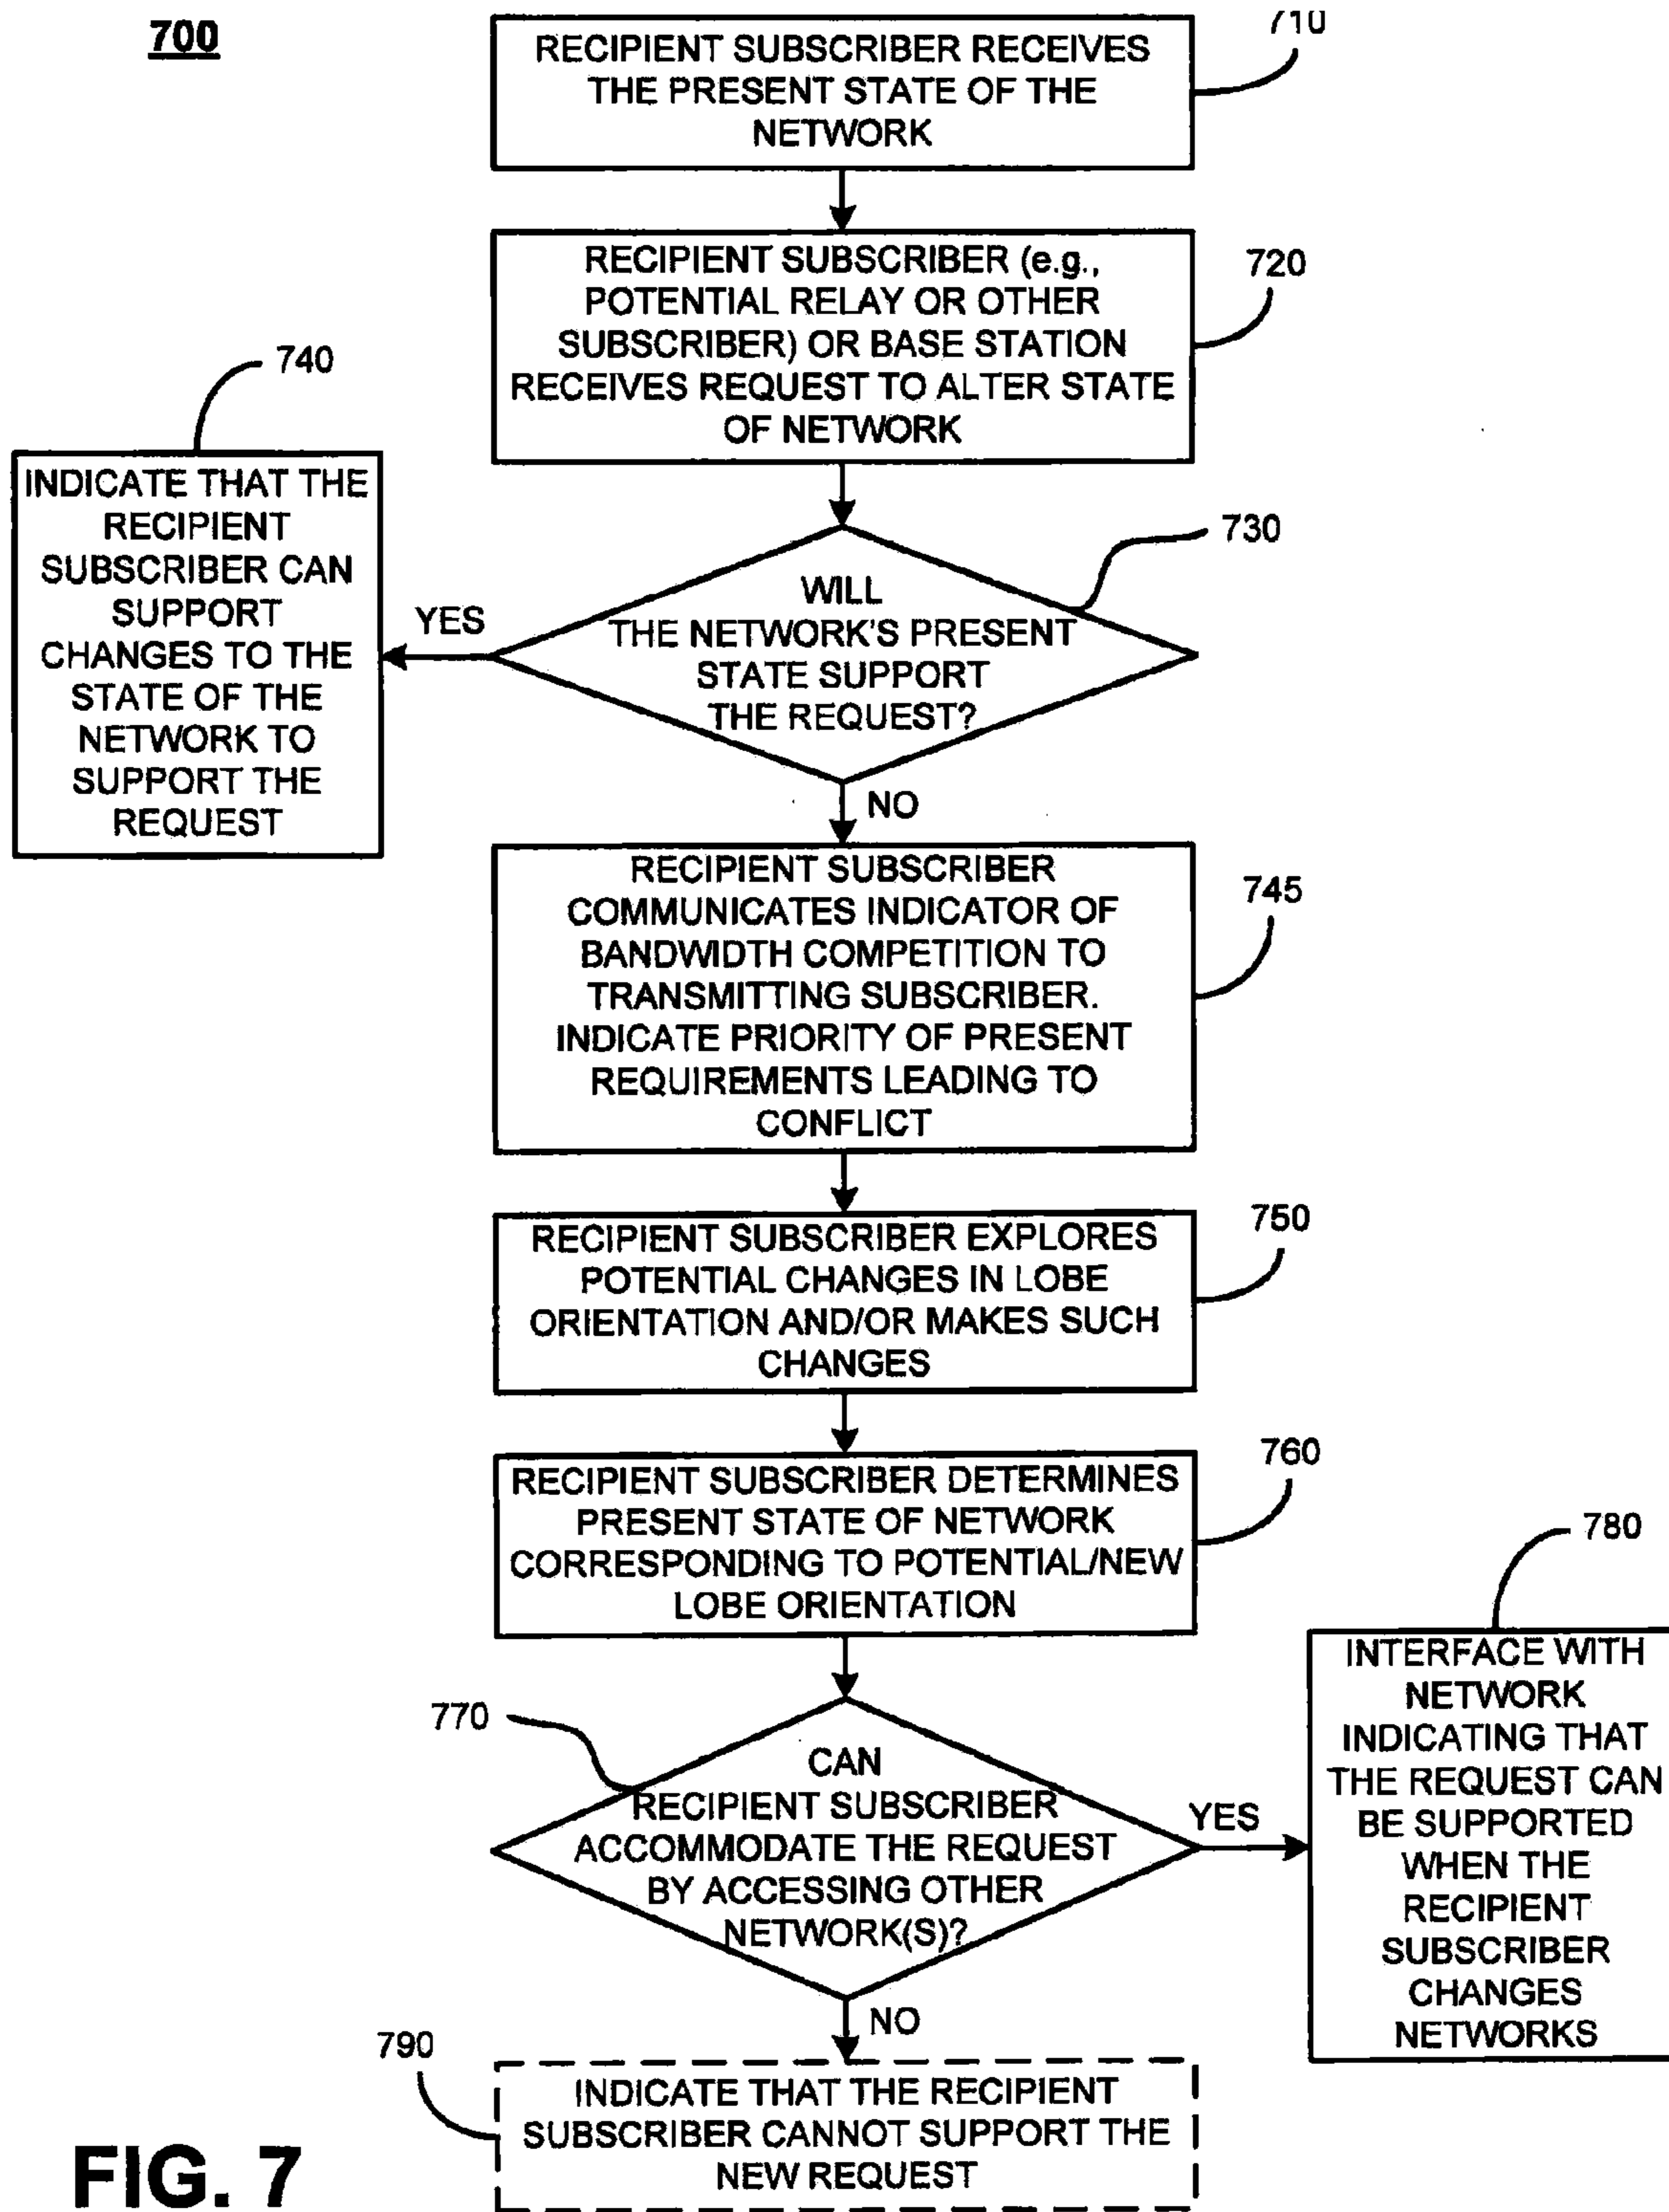 700
710
RECIPIENT SUBSCRIBER RECEIVES
THE PRESENT STATE OF THE
NETWORK
720
RECIPIENT SUBSCRIBER (e.g.,
POTENTIAL RELAY OR OTHER
SUBSCRIBER) OR BASE STATION
RECEIVES REQUEST TO ALTER STATE
OF NETWORK
730
WILL
THE NETWORK'S PRESENT
STATE SUPPORT
THE REQUEST?
YES
740
INDICATE THAT THE
RECIPIENT
SUBSCRIBER CAN
SUPPORT
CHANGES TO THE
STATE OF THE
NETWORK TO
SUPPORT THE
REQUEST
NO
745
RECIPIENT SUBSCRIBER
COMMUNICATES INDICATOR OF
BANDWIDTH COMPETITION TO
TRANSMITTING SUBSCRIBER.
INDICATE PRIORITY OF PRESENT
REQUIREMENTS LEADING TO
CONFLICT
750
RECIPIENT SUBSCRIBER EXPLORES
POTENTIAL CHANGES IN LOBE
ORIENTATION AND/OR MAKES SUCH
CHANGES
760
RECIPIENT SUBSCRIBER DETERMINES
PRESENT STATE OF NETWORK
CORRESPONDING TO POTENTIAL/NEW
LOBE ORIENTATION
770
CAN
RECIPIENT SUBSCRIBER
ACCOMMODATE THE REQUEST
BY ACCESSING OTHER
NETWORK(S)?
YES
780
INTERFACE WITH
NETWORK
INDICATING THAT
THE REQUEST CAN
BE SUPPORTED
WHEN THE
RECIPIENT
SUBSCRIBER
CHANGES
NETWORKS
NO
790
INDICATE THAT THE RECIPIENT
SUBSCRIBER CANNOT SUPPORT THE
NEW REQUEST
FIG. 7